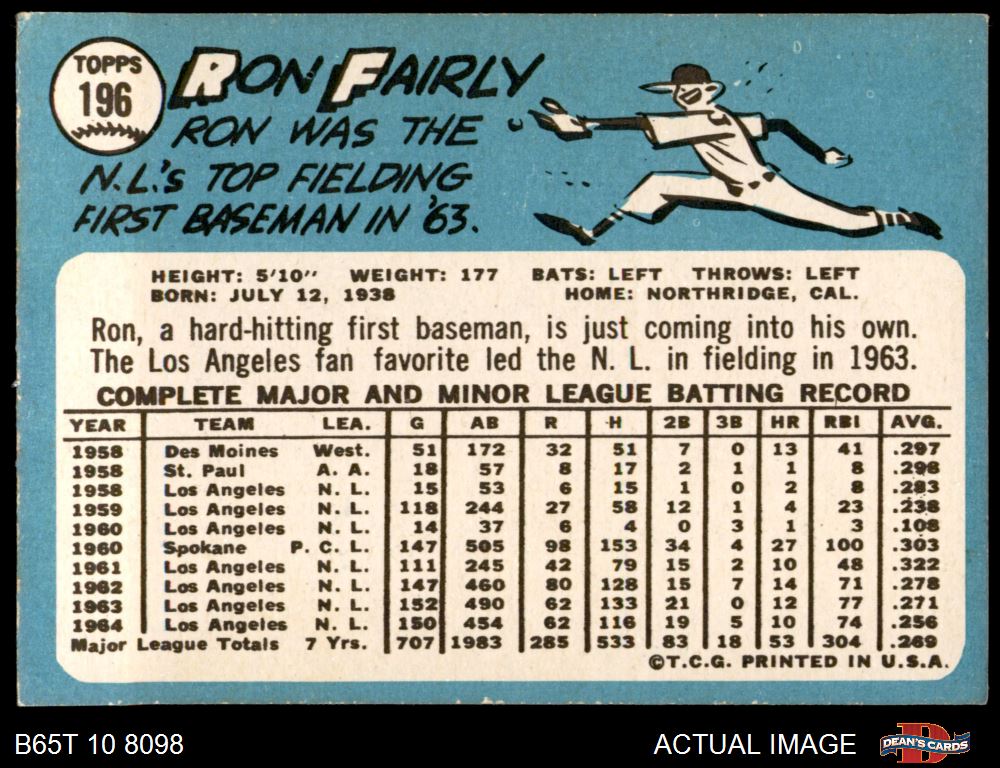 TOPPS
196
RON FAIRLY
RON WAS THE
N.L.'s TOP FIELDING
FIRST BASEMAN IN '63.
HEIGHT: 5'10" WEIGHT: 177 BATS: LEFT THROWS: LEFT
BORN: JULY 12, 1938 HOME: NORTHRIDGE, CAL.
Ron, a hard-hitting first baseman, is just coming into his own.
The Los Angeles fan favorite led the N. L. in fielding in 1963.
COMPLETE MAJOR AND MINOR LEAGUE BATTING RECORD
YEAR TEAM LEA. G AB R H 2B 3B HR RBI AVG.
1958 Des Moines West. 51 172 32 51 7 0 13 41 .297
1958 St. Paul A. A. 18 57 8 17 2 1 1 8 .298
1958 Los Angeles N. L. 15 53 6 15 1 0 2 8 .283
1959 Los Angeles N. L. 118 244 27 58 12 1 4 23 .238
1960 Los Angeles N. L. 14 37 6 4 0 3 1 3 .108
1960 Spokane P. C. L. 147 505 98 153 34 4 27 100 .303
1961 Los Angeles N. L. 111 245 42 79 15 2 10 48 .322
1962 Los Angeles N. L. 147 460 80 128 15 7 14 71 .278
1963 Los Angeles N. L. 152 490 62 133 21 0 12 77 .271
1964 Los Angeles N. L. 150 454 62 116 19 5 10 74 .256
Major League Totals 7 Yrs. 707 1983 285 533 83 18 53 304 .269
©T.C.G. PRINTED IN U.S.A.
B65T 10 8098
ACTUAL IMAGE
DEAN'S CARDS